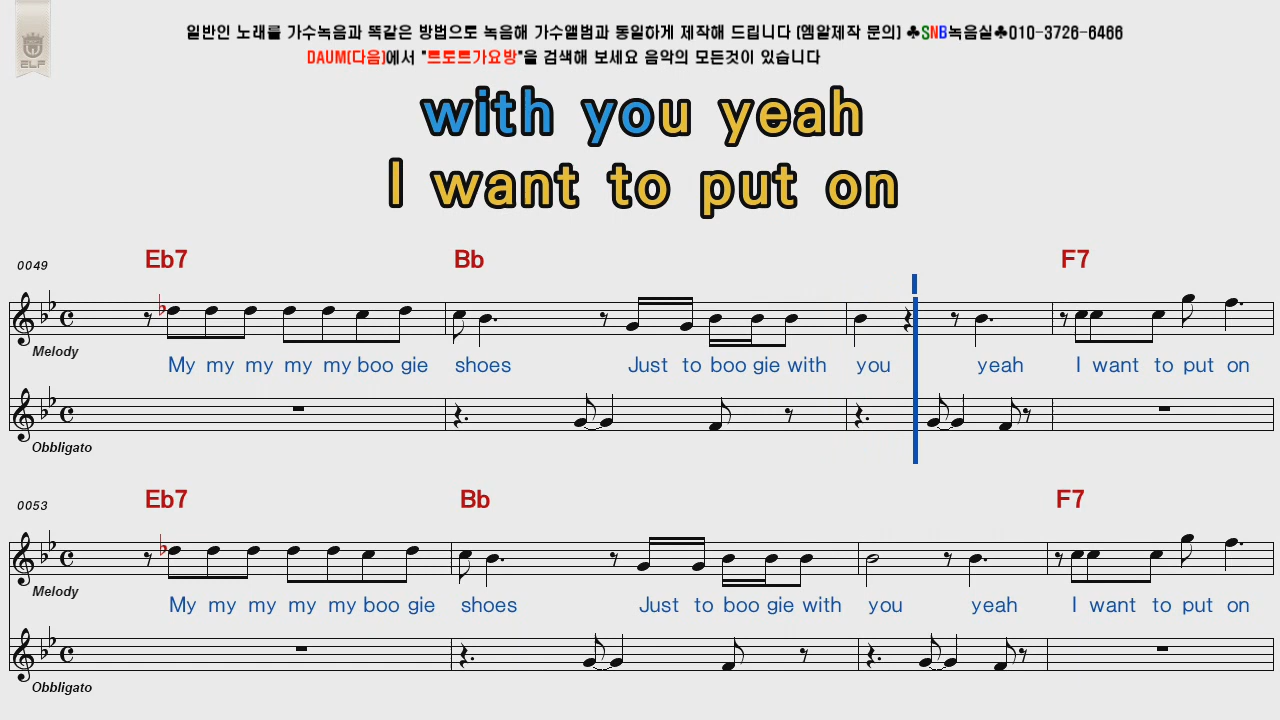 일반인 노래를 가수녹음과 똑같은 방법으로 녹음해 가수앨범과 동일하게 제작해 드립니다 (엠알제작 문의) ♣SNB녹음실♣010-3726-6466
DAUM(다음)에서 "트로트가요방"을 검색해 보세요 음악의 모든것이 있습니다
ELF
with you yeah
I want to put on
0049 Eb7 Bb F7
Melody
My my my my my boo gie shoes Just to boo gie with you yeah I want to put on
Obbligato
0053 Eb7 Bb F7
Melody
My my my my my boo gie shoes Just to boo gie with you yeah I want to put on
Obbligato